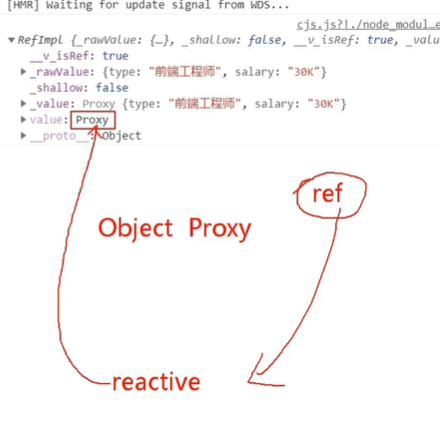 [HMR] Waiting for update signal from WDS...
cjs.js?!./node_modul…e
▼RefImpl {_rawValue: {…}, _shallow: false, __v_isRef: true, _valu
__v_isRef: true
▶_rawValue: {type: "前端工程师", salary: "30K"}
_shallow: false
▶_value: Proxy {type: "前端工程师", salary: "30K"}
▶value: Proxy
▶__proto__: Object
ref
Object Proxy
reactive